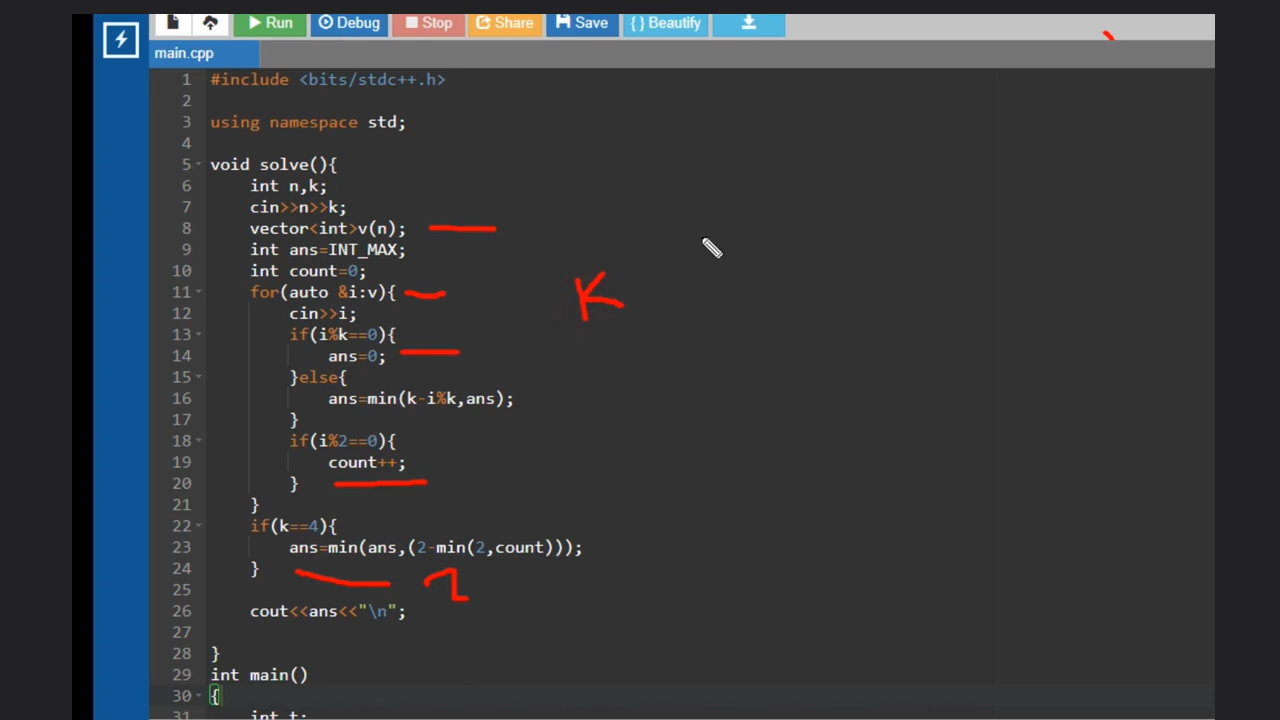 Run Debug Stop Share Save { } Beautify
main.cpp
1 #include <bits/stdc++.h>
2
3 using namespace std;
4
5 void solve(){
6 int n,k;
7 cin>>n>>k;
8 vector<int>v(n);
9 int ans=INT_MAX;
10 int count=0;
11 for(auto &i:v){
12 cin>>i;
13 if(i%k==0){
14 ans=0;
15 }else{
16 ans=min(k-i%k,ans);
17 }
18 if(i%2==0){
19 count++;
20 }
21 }
22 if(k==4){
23 ans=min(ans,(2-min(2,count)));
24 }
25
26 cout<<ans<<"\n";
27
28 }
29 int main()
30 {
31 int t;
K